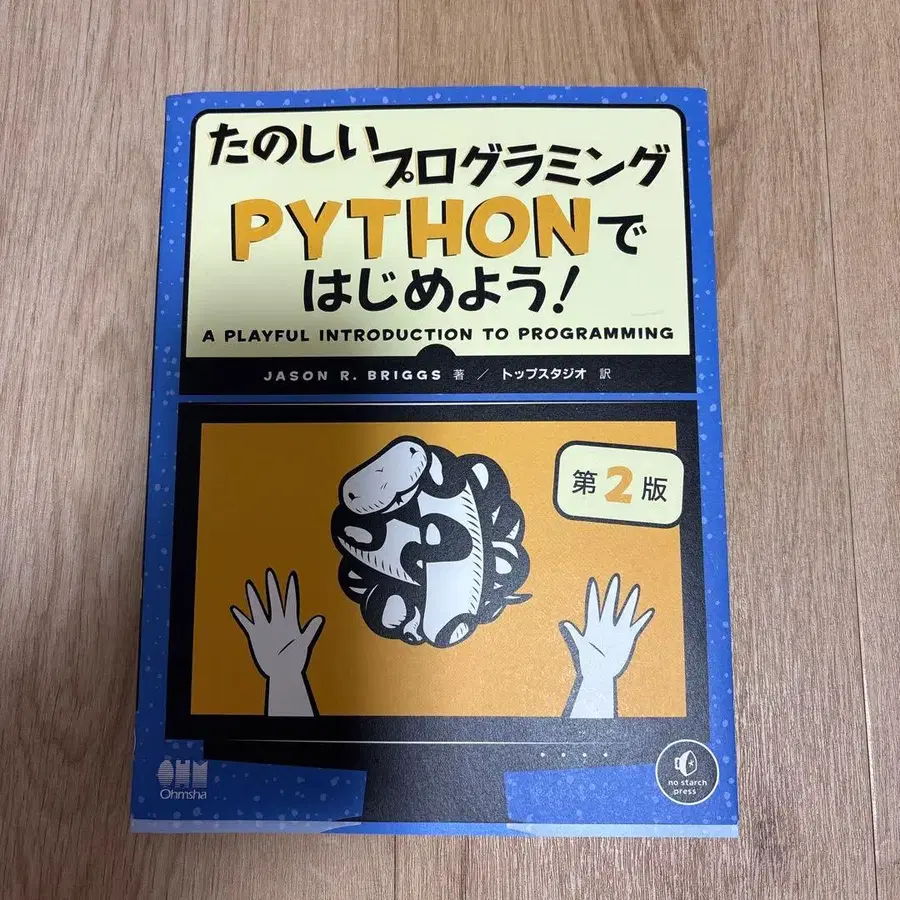 たのしい
プログラミング
PYTHONで
はじめよう!
A PLAYFUL INTRODUCTION TO PROGRAMMING
JASON R. BRIGGS 著 / トップスタジオ 訳
第2版
OHM
Ohmsha
no starch
press